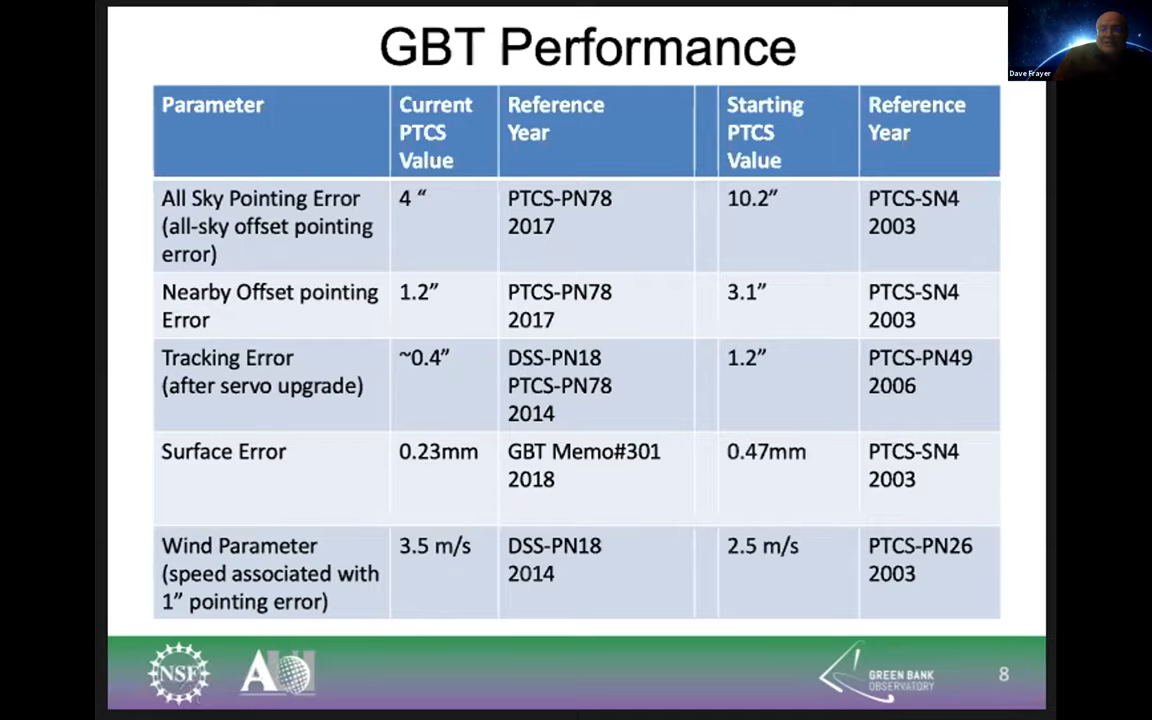 GBT Performance
Dave Frayer
Parameter
Current
PTCS
Value
Reference
Year
Starting
PTCS
Value
Reference
Year
All Sky Pointing Error
(all-sky offset pointing
error)
4 “
PTCS-PN78
2017
10.2”
PTCS-SN4
2003
Nearby Offset pointing
Error
1.2”
PTCS-PN78
2017
3.1”
PTCS-SN4
2003
Tracking Error
(after servo upgrade)
~0.4”
DSS-PN18
PTCS-PN78
2014
1.2”
PTCS-PN49
2006
Surface Error
0.23mm
GBT Memo#301
2018
0.47mm
PTCS-SN4
2003
Wind Parameter
(speed associated with
1” pointing error)
3.5 m/s
DSS-PN18
2014
2.5 m/s
PTCS-PN26
2003
NSF
AUI
GREEN BANK
OBSERVATORY
8